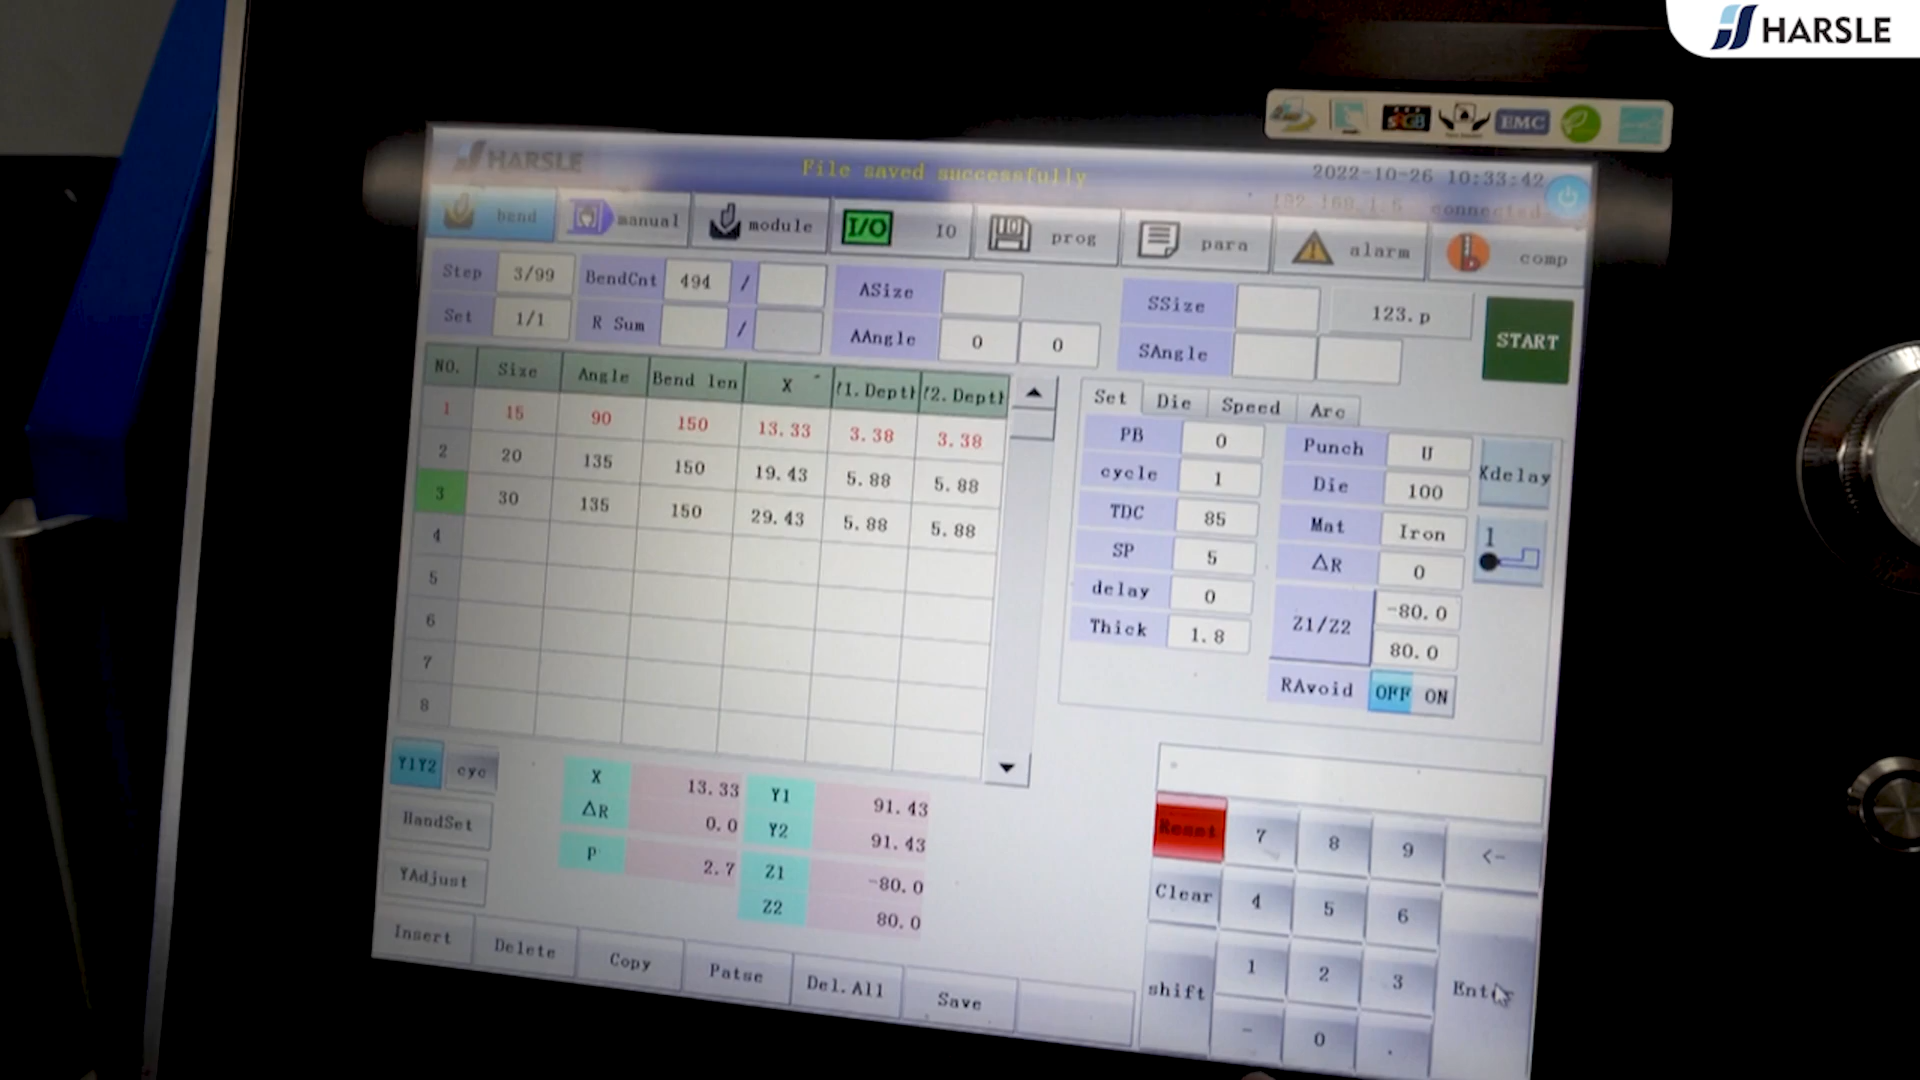 HARSLE
sRGB EMC
HARSLE File saved successfully 2022-10-26 10:33:42
192.168.1.5 connected
bend manual module I/O IO prog para alarm comp
Step 3/99 BendCnt 494 / ASize SSize 123.p START
Set 1/1 R Sum / AAngle 0 0 SAngle
NO. Size Angle Bend len X Y1.Depth Y2.Depth
1 15 90 150 13.33 3.38 3.38
2 20 135 150 19.43 5.88 5.88
3 30 135 150 29.43 5.88 5.88
4
5
6
7
8
Set Die Speed Arc
PB 0 Punch U Xdelay
cycle 1 Die 100
TDC 85 Mat Iron 1
SP 5 △R 0
delay 0 Z1/Z2 -80.0
Thick 1.8 80.0
RAvoid OFF ON
Y1Y2 cyc X 13.33 Y1 91.43
HandSet △R 0.0 Y2 91.43
YAdjust P 2.7 Z1 -80.0
Z2 80.0
Insert Delete Copy Patse Del.All Save
Reset 7 8 9 <-
Clear 4 5 6
shift 1 2 3 Enter
- 0 .